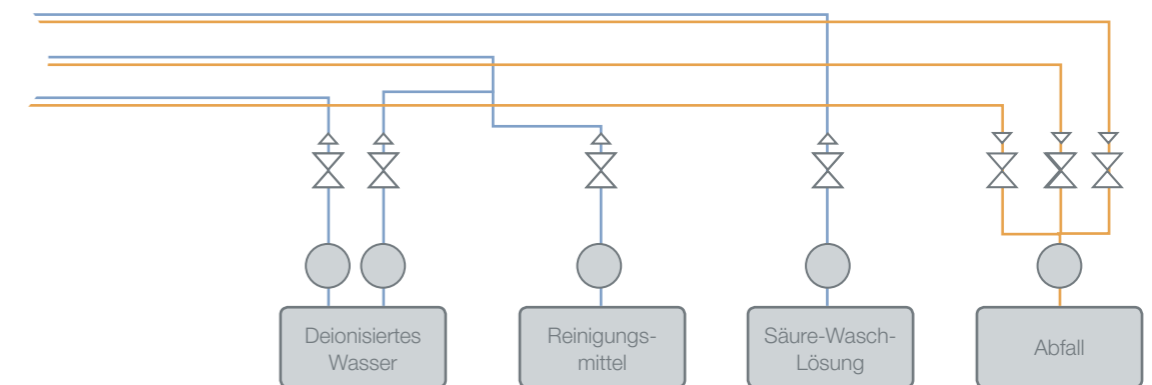 Deionisiertes
Wasser
Reinigungs-
mittel
Säure-Wasch-
Lösung
Abfall